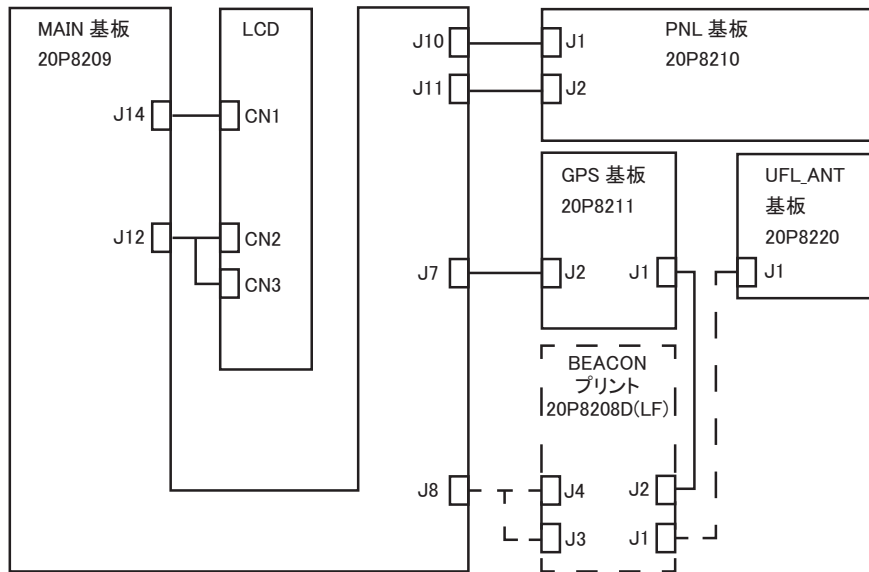 MAIN 基板
20P8209
LCD
J14
CN1
J12
CN2
CN3
J10
J11
J7
J8
J1
J2
PNL 基板
20P8210
GPS 基板
20P8211
J2
J1
UFL_ANT
基板
20P8220
J1
BEACON
プリント
20P8208D(LF)
J4
J3
J2
J1